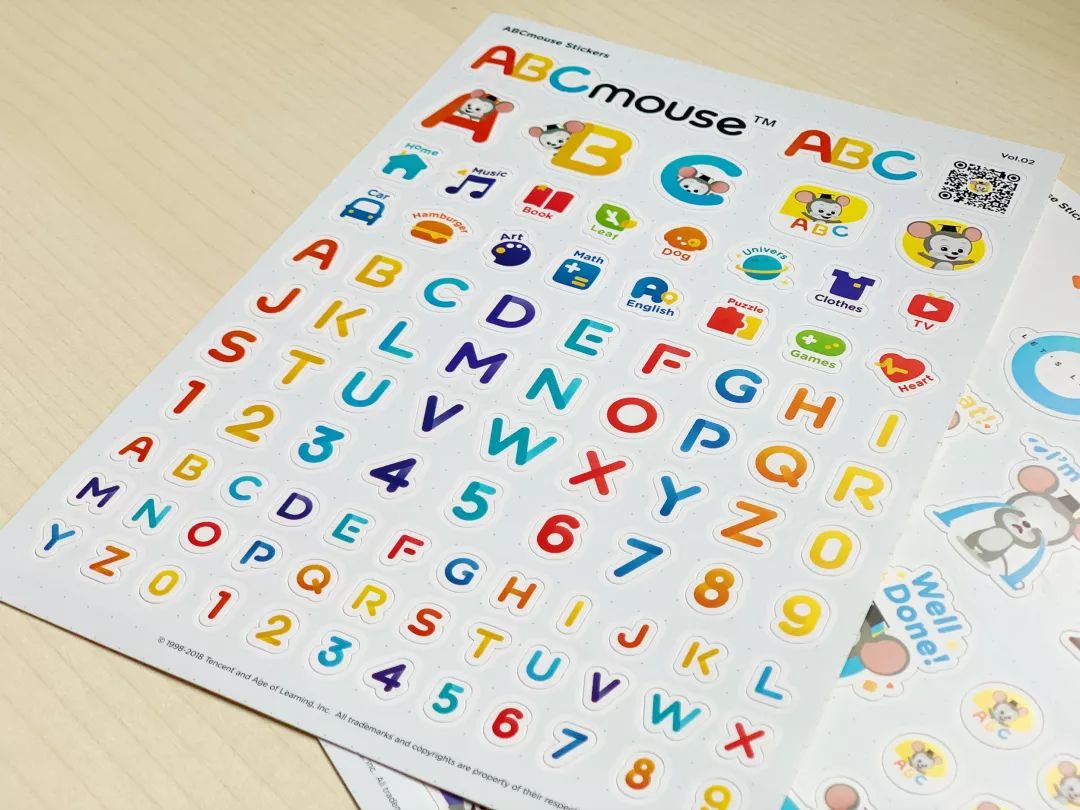 ABCmouse Stickers
Vol.02
ABCmouse™ ABC
A B C ABC
Home Music Book Leaf Dog Univers Clothes TV
Car Hamburger Art Math English Puzzle Games Heart
A B C D E F G H I
J K L M N O P Q R
S T U V W X Y Z 0
1 2 3 4 5 6 7 8 9
A B C D E F G H I J K L
M N O P Q R S T U V W X
Y Z 0 1 2 3 4 5 6 7 8 9
© 1998-2018 Tencent and Age of Learning, Inc. All trademarks and copyrights are property of their
I'm
Well
Done!
ABC
ABC